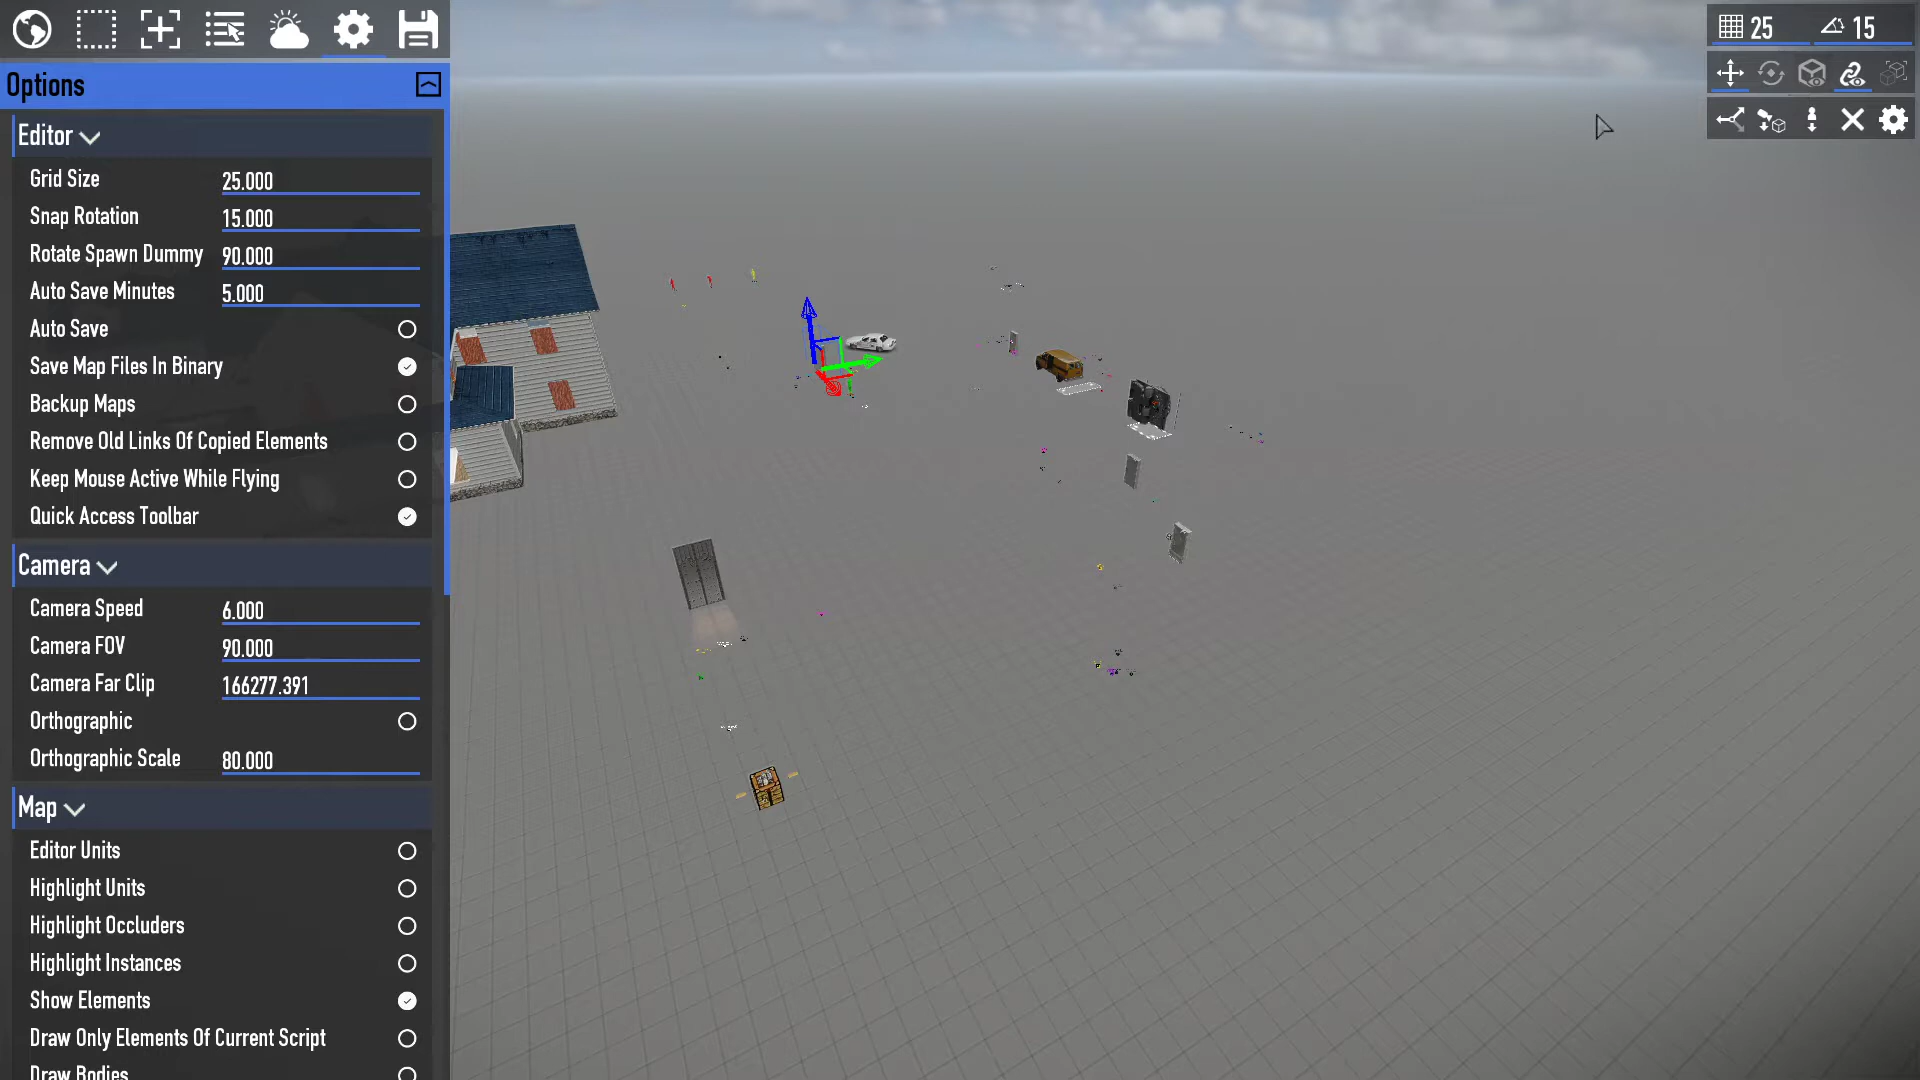 25
15
Options
Editor
Grid Size 25.000
Snap Rotation 15.000
Rotate Spawn Dummy 90.000
Auto Save Minutes 5.000
Auto Save
Save Map Files In Binary
Backup Maps
Remove Old Links Of Copied Elements
Keep Mouse Active While Flying
Quick Access Toolbar
Camera
Camera Speed 6.000
Camera FOV 90.000
Camera Far Clip 166277.391
Orthographic
Orthographic Scale 80.000
Map
Editor Units
Highlight Units
Highlight Occluders
Highlight Instances
Show Elements
Draw Only Elements Of Current Script
Draw Bodies